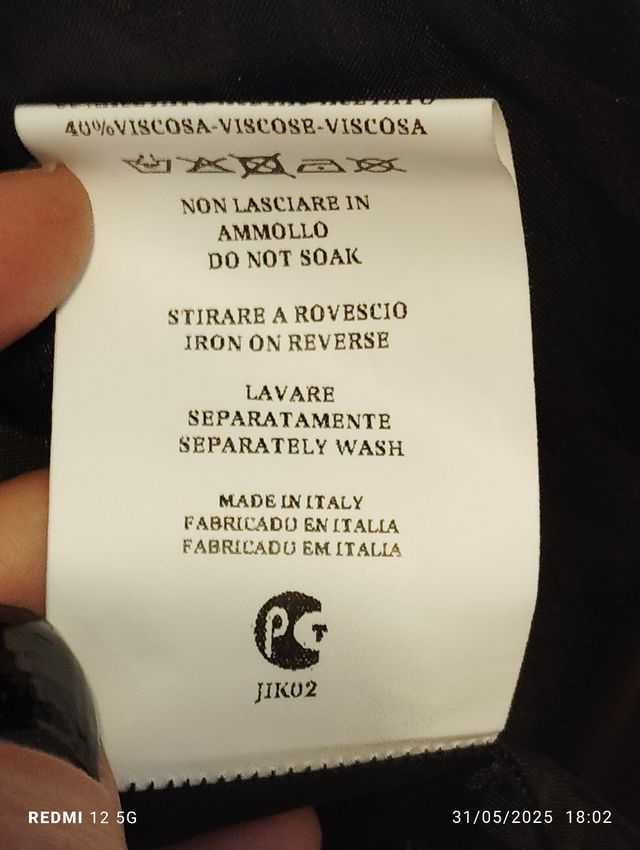 40%VISCOSA-VISCOSE-VISCOSA
NON LASCIARE IN
AMMOLLO
DO NOT SOAK
STIRARE A ROVESCIO
IRON ON REVERSE
LAVARE
SEPARATAMENTE
SEPARATELY WASH
MADE IN ITALY
FABRICADO EN ITALIA
FABRICADO EM ITALIA
PCT
JIK02
REDMI 12 5G
31/05/2025 18:02